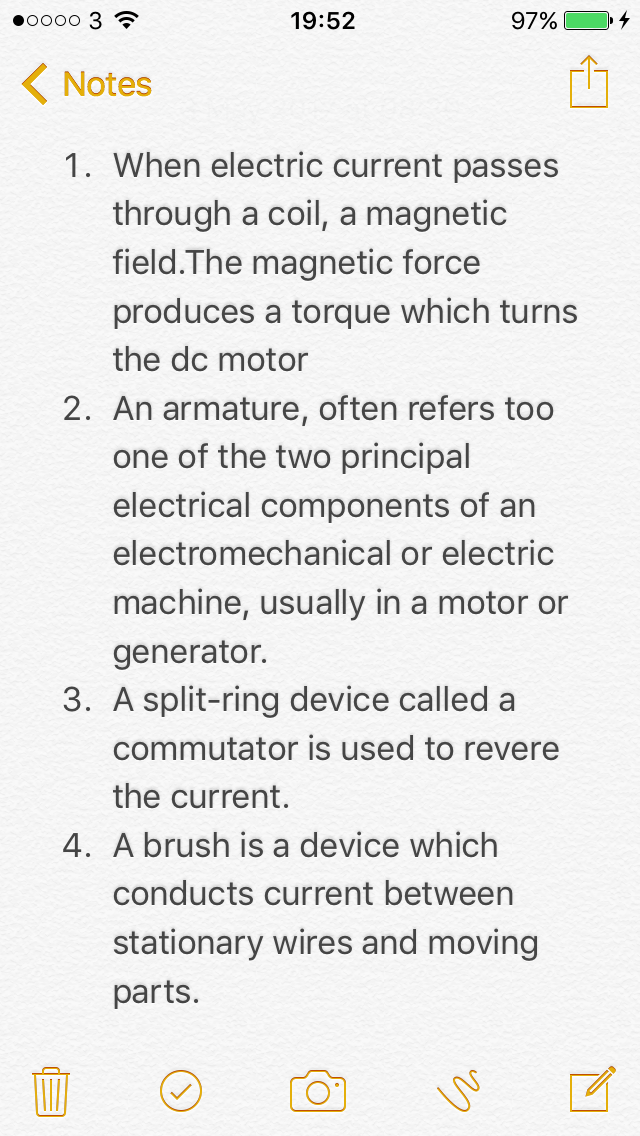 3 19:52 97%
Notes
1. When electric current passes
through a coil, a magnetic
field.The magnetic force
produces a torque which turns
the dc motor
2. An armature, often refers too
one of the two principal
electrical components of an
electromechanical or electric
machine, usually in a motor or
generator.
3. A split-ring device called a
commutator is used to revere
the current.
4. A brush is a device which
conducts current between
stationary wires and moving
parts.